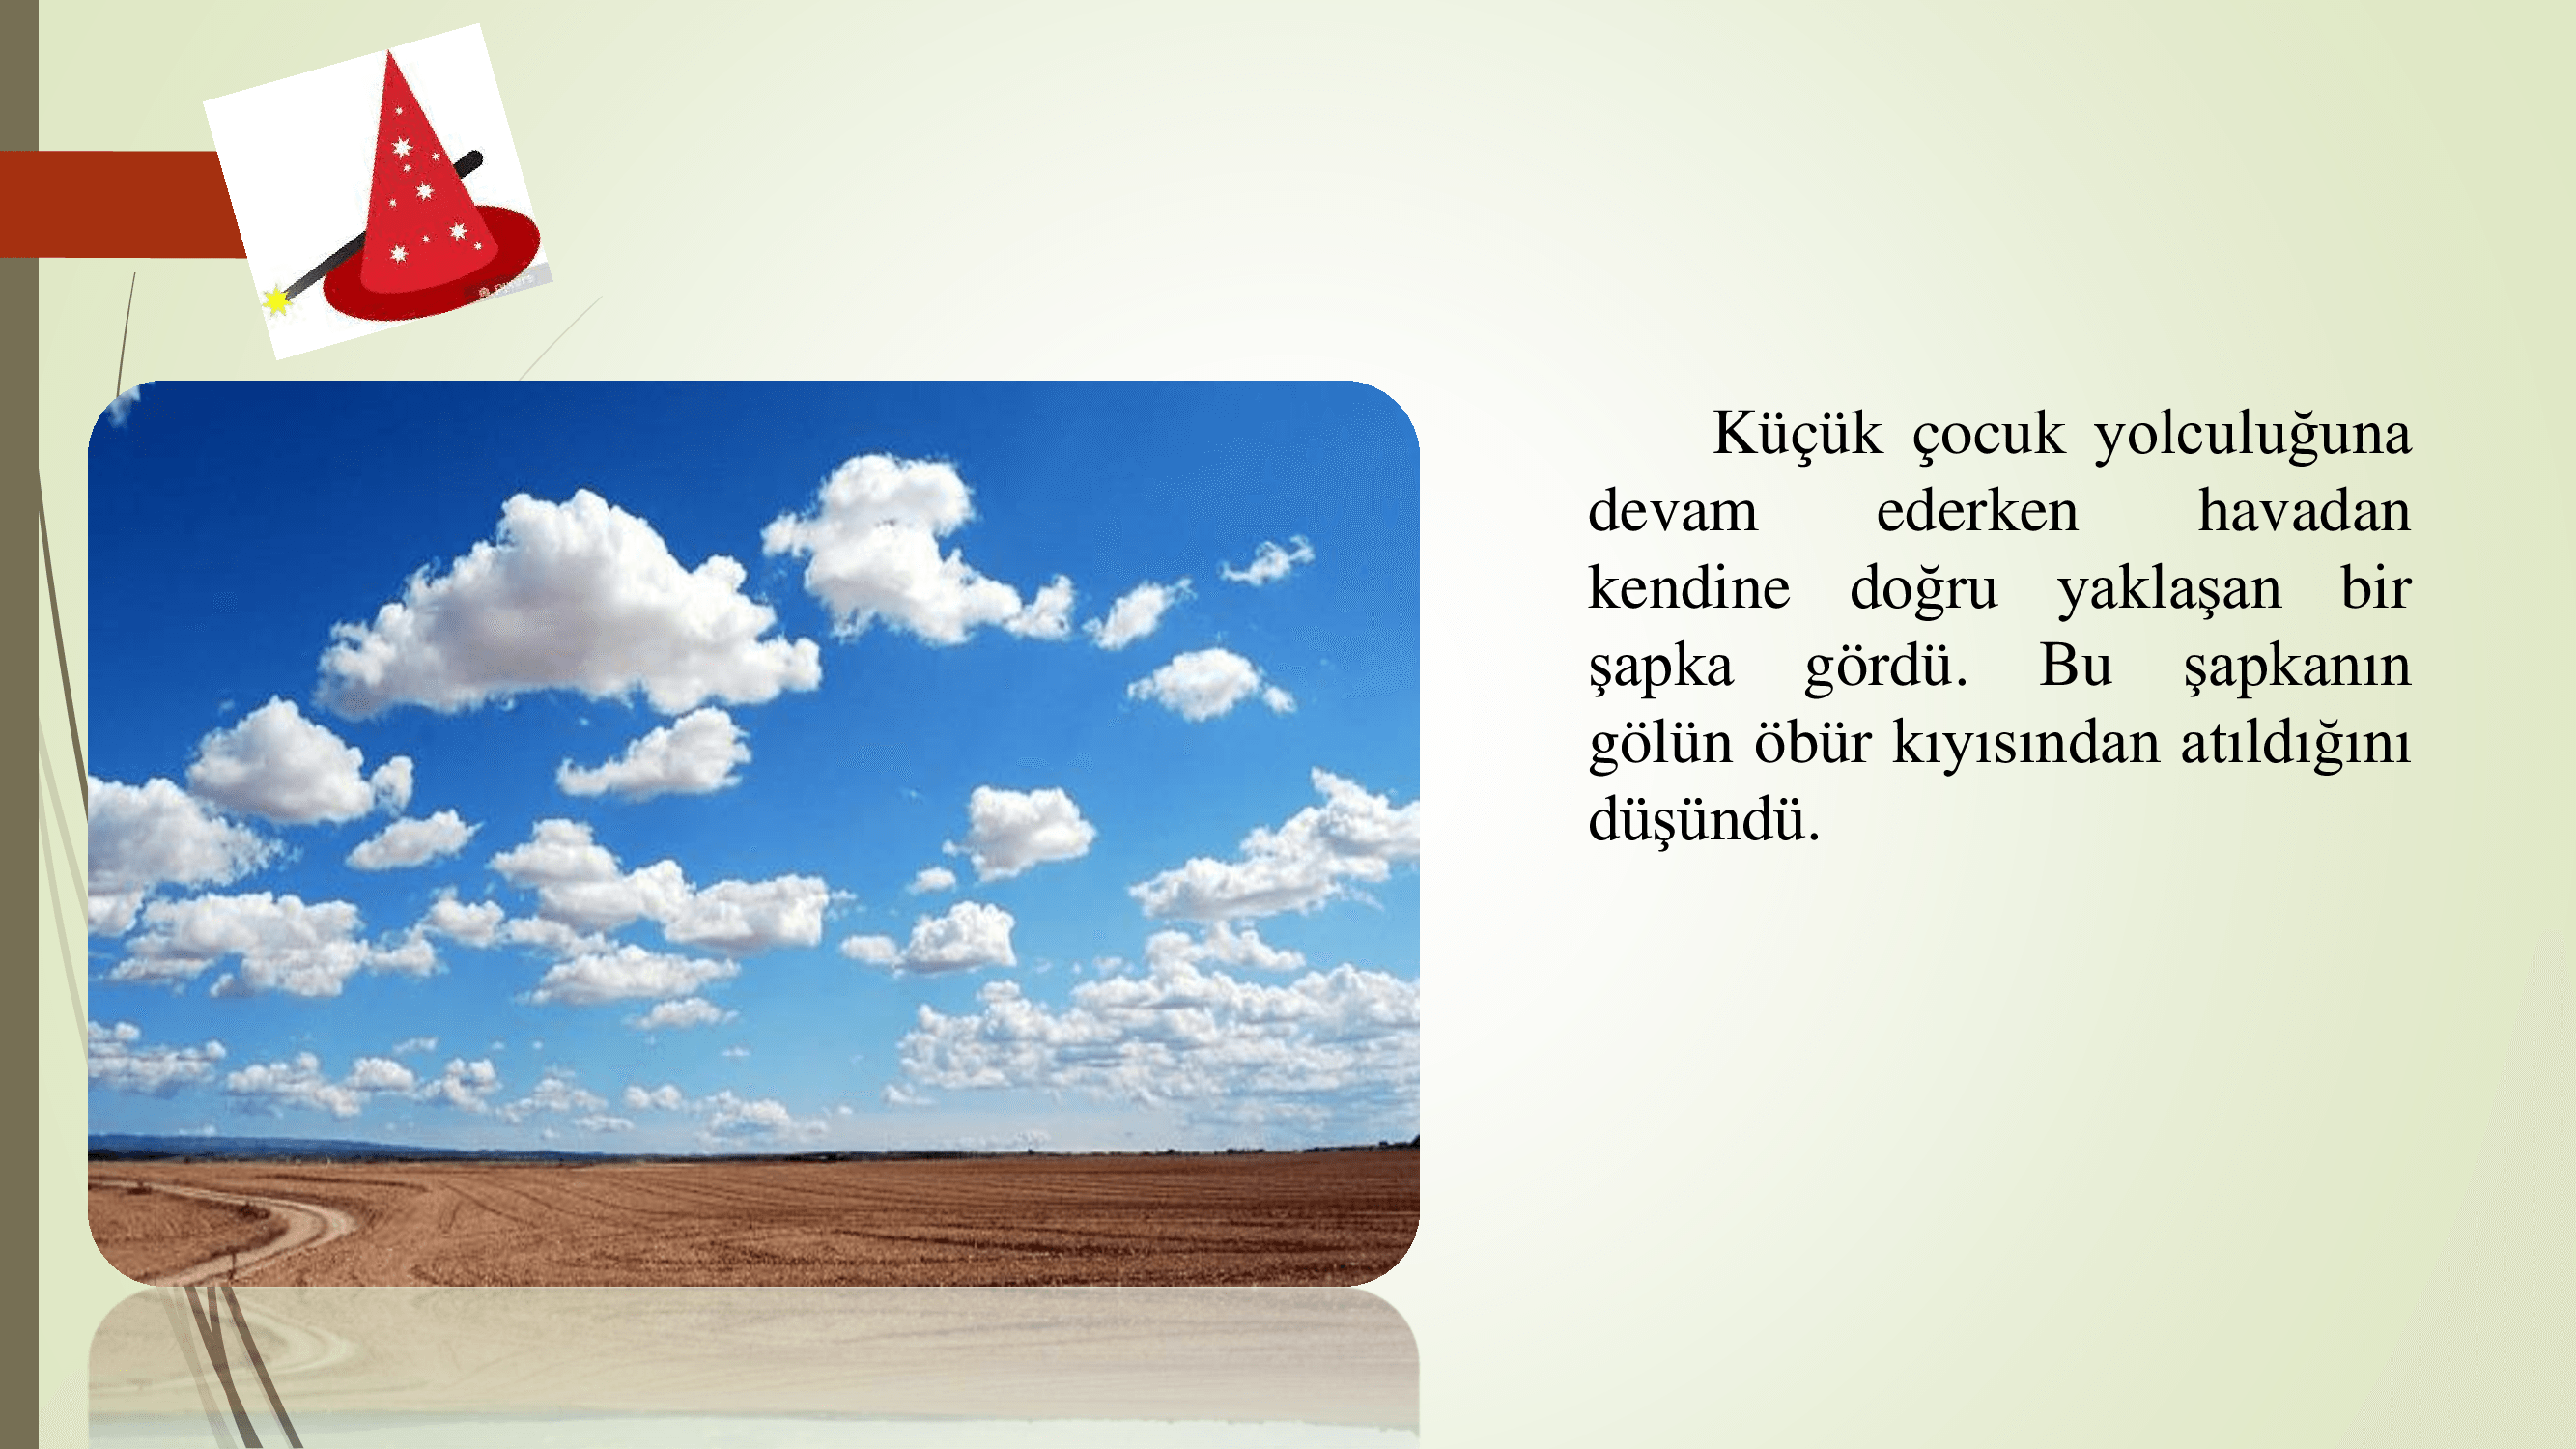 Küçük çocuk yolculuğuna
devam ederken havadan
kendine doğru yaklaşan bir
şapka gördü. Bu şapkanın
gölün öbür kıyısından atıldığını
düşündü.